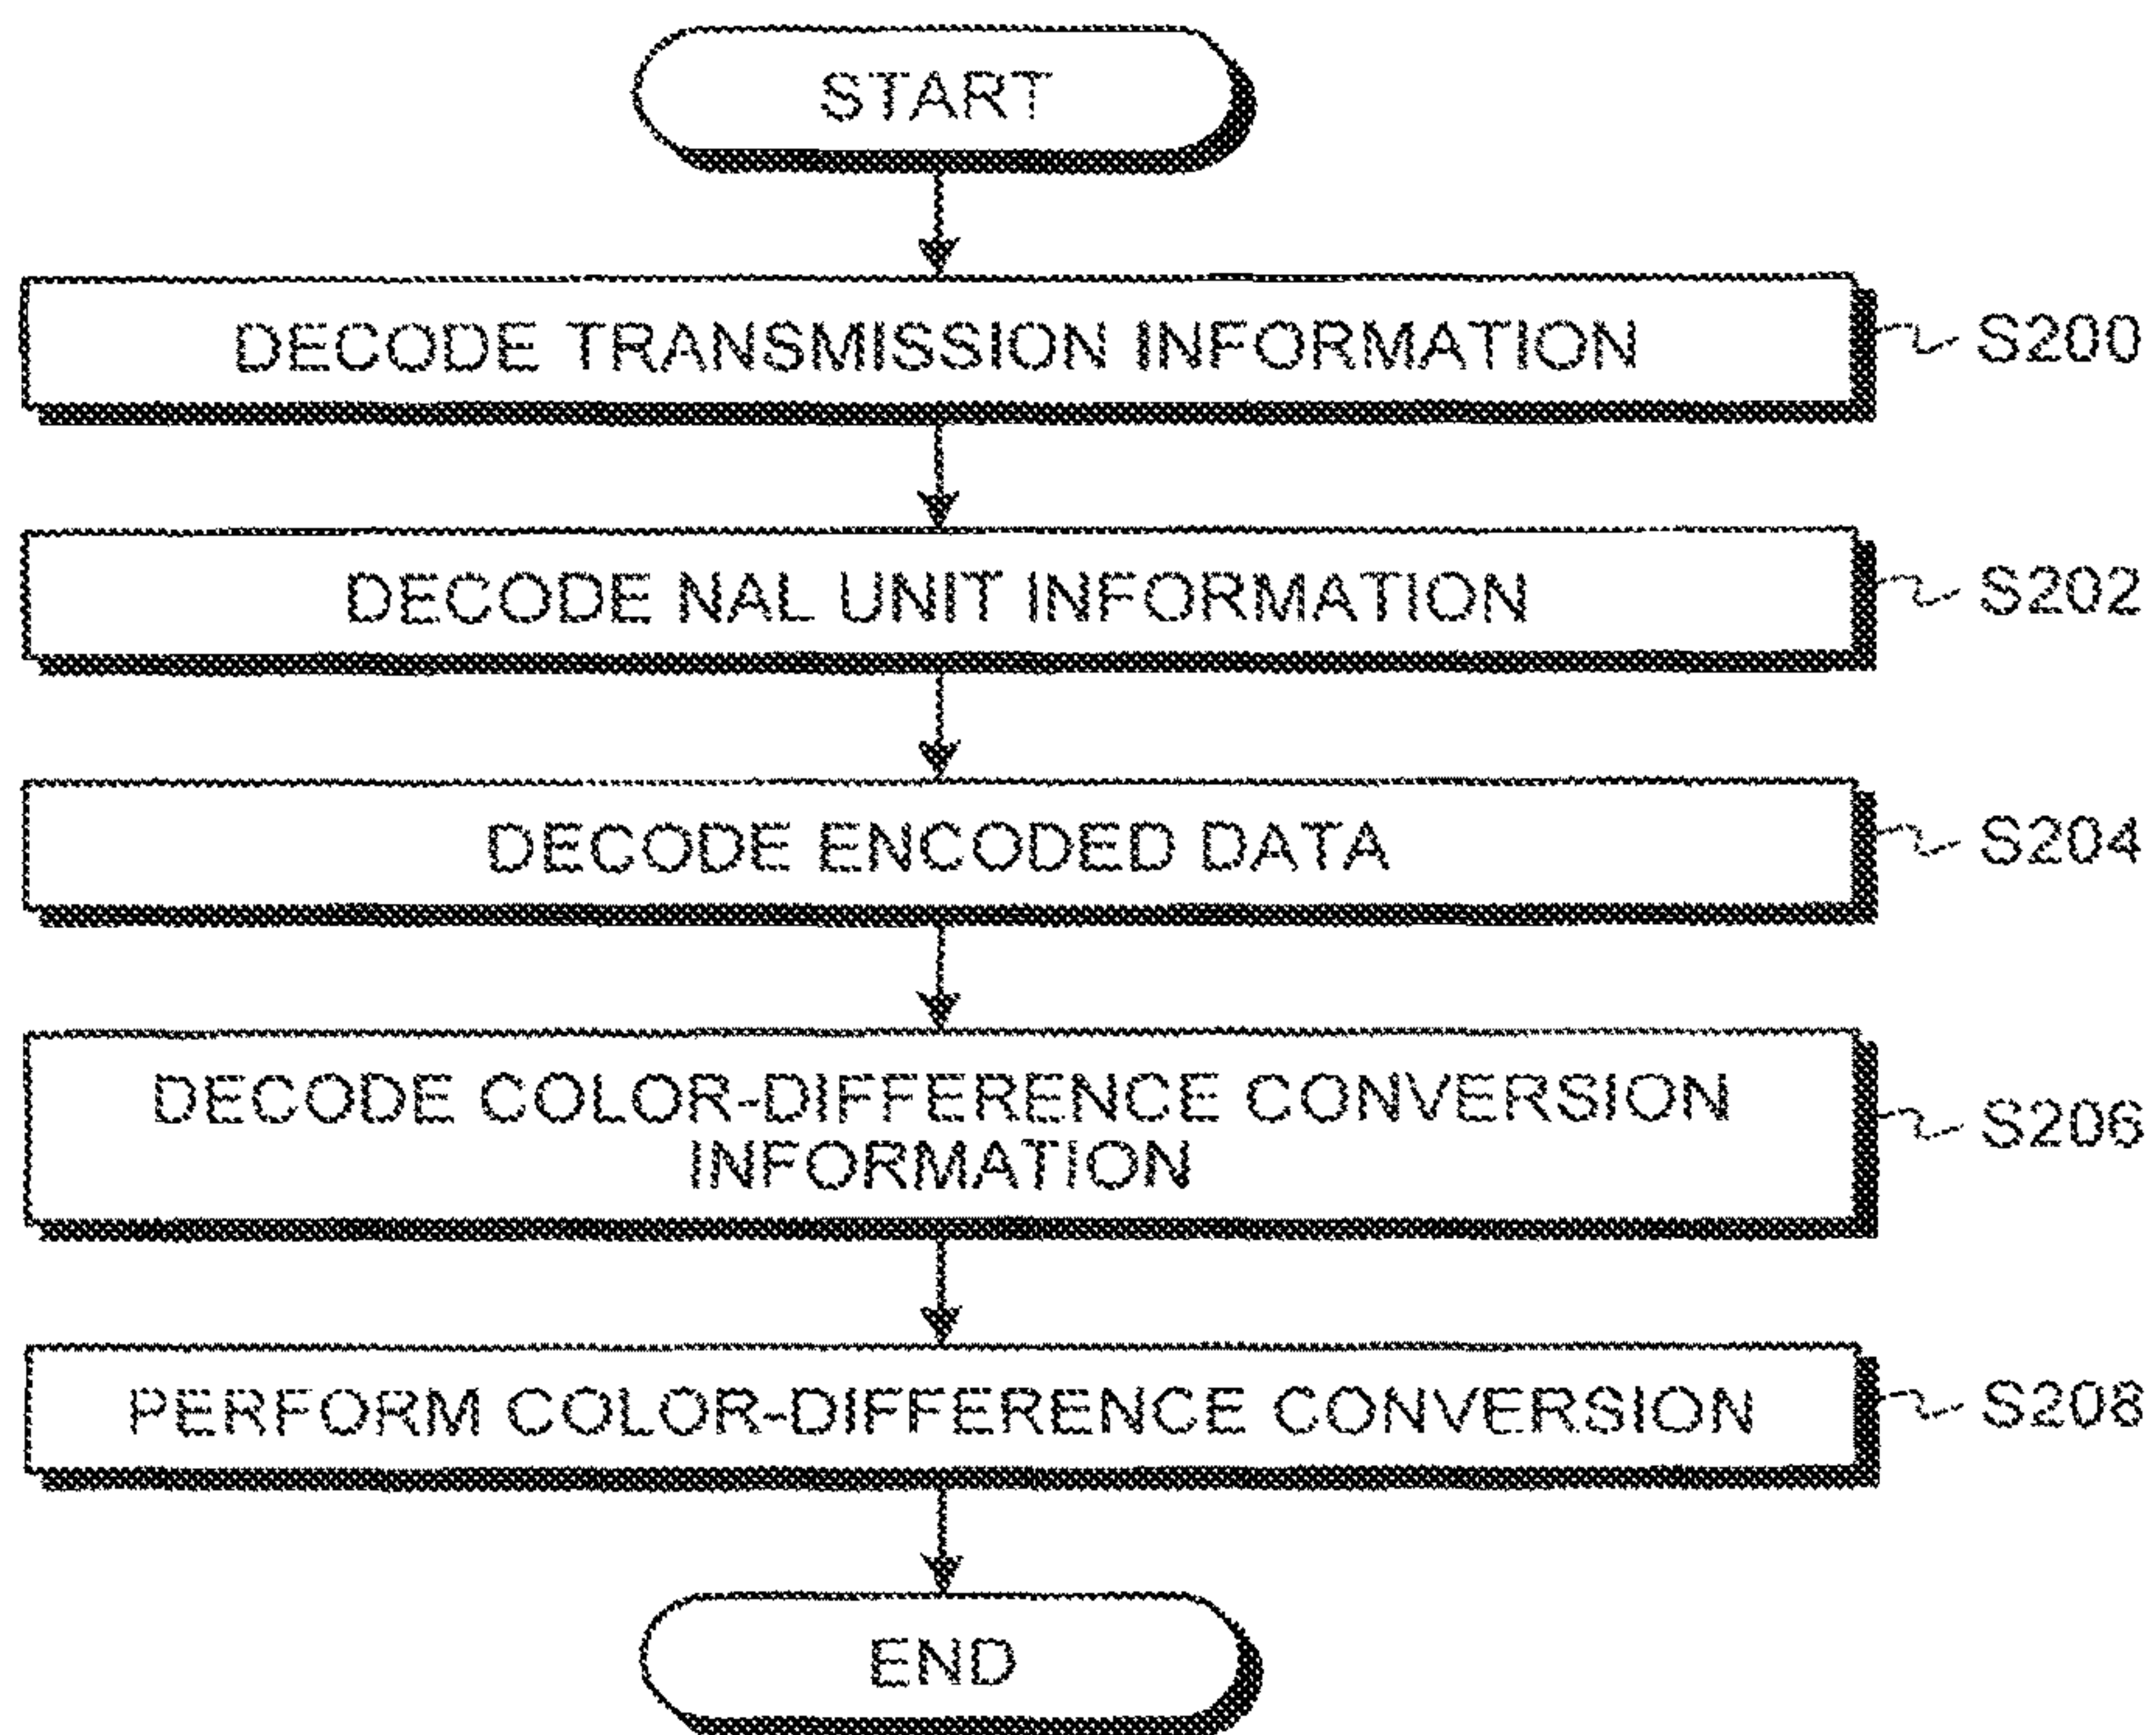 START
DECODE TRANSMISSION INFORMATION
S200
DECODE NAL UNIT INFORMATION
S202
DECODE ENCODED DATA
S204
DECODE COLOR-DIFFERENCE CONVERSION
INFORMATION
S206
PERFORM COLOR-DIFFERENCE CONVERSION
S208
END